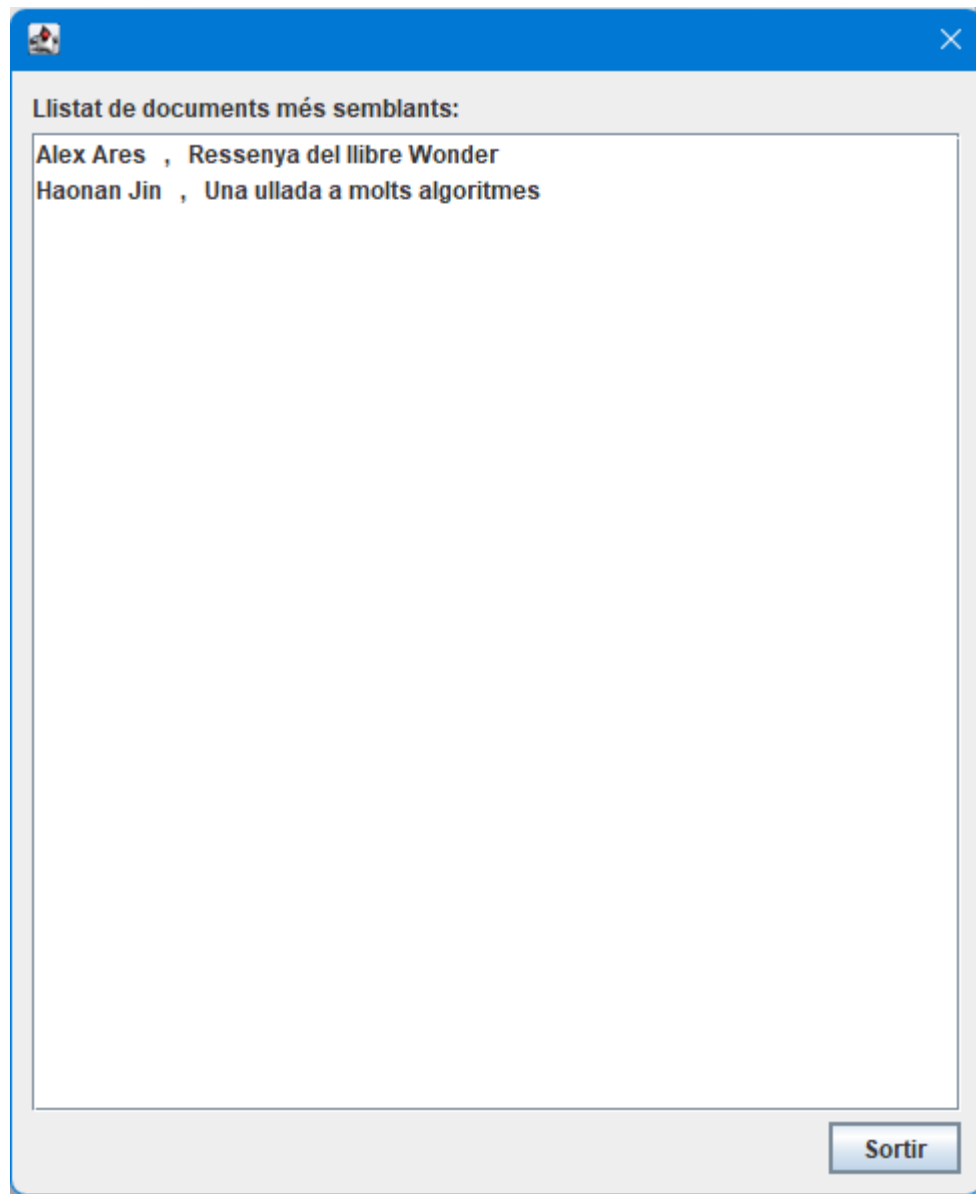 Llistat de documents més semblants:
Alex Ares , Ressenya del llibre Wonder
Haonan Jin , Una ullada a molts algoritmes
Sortir